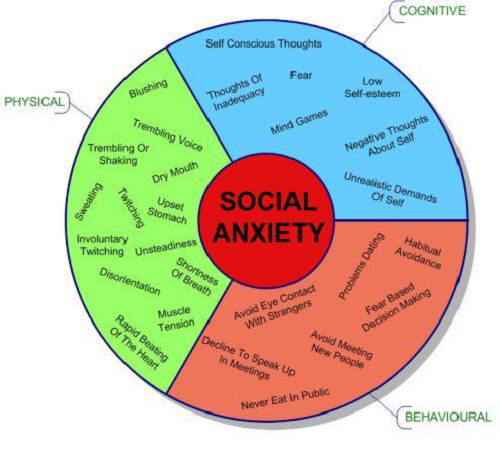 COGNITIVE
Self Conscious Thoughts
Thoughts Of
Inadequacy
Fear
Low
Self-esteem
Mind Games
Negative Thoughts
About Self
Unrealistic Demands
Of Self
PHYSICAL
Blushing
Trembling Voice
Trembling Or
Shaking
Dry Mouth
Sweating
Twitching
Upset
Stomach
Involuntary
Twitching
Unsteadiness
Shortness
Of Breath
Disorientation
Muscle
Tension
Rapid Beating
Of The Heart
SOCIAL
ANXIETY
Problems Dating
Habitual
Avoidance
Avoid Eye Contact
With Strangers
Fear Based
Decision Making
Avoid Meeting
New People
Decline To Speak Up
In Meetings
Never Eat In Public
BEHAVIOURAL